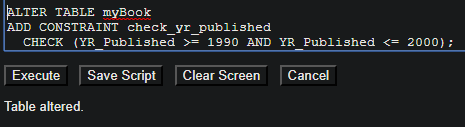 ALTER TABLE myBook
ADD CONSTRAINT check_yr_published
CHECK (YR_Published >= 1990 AND YR_Published <= 2000);
Execute Save Script Clear Screen Cancel
Table altered.